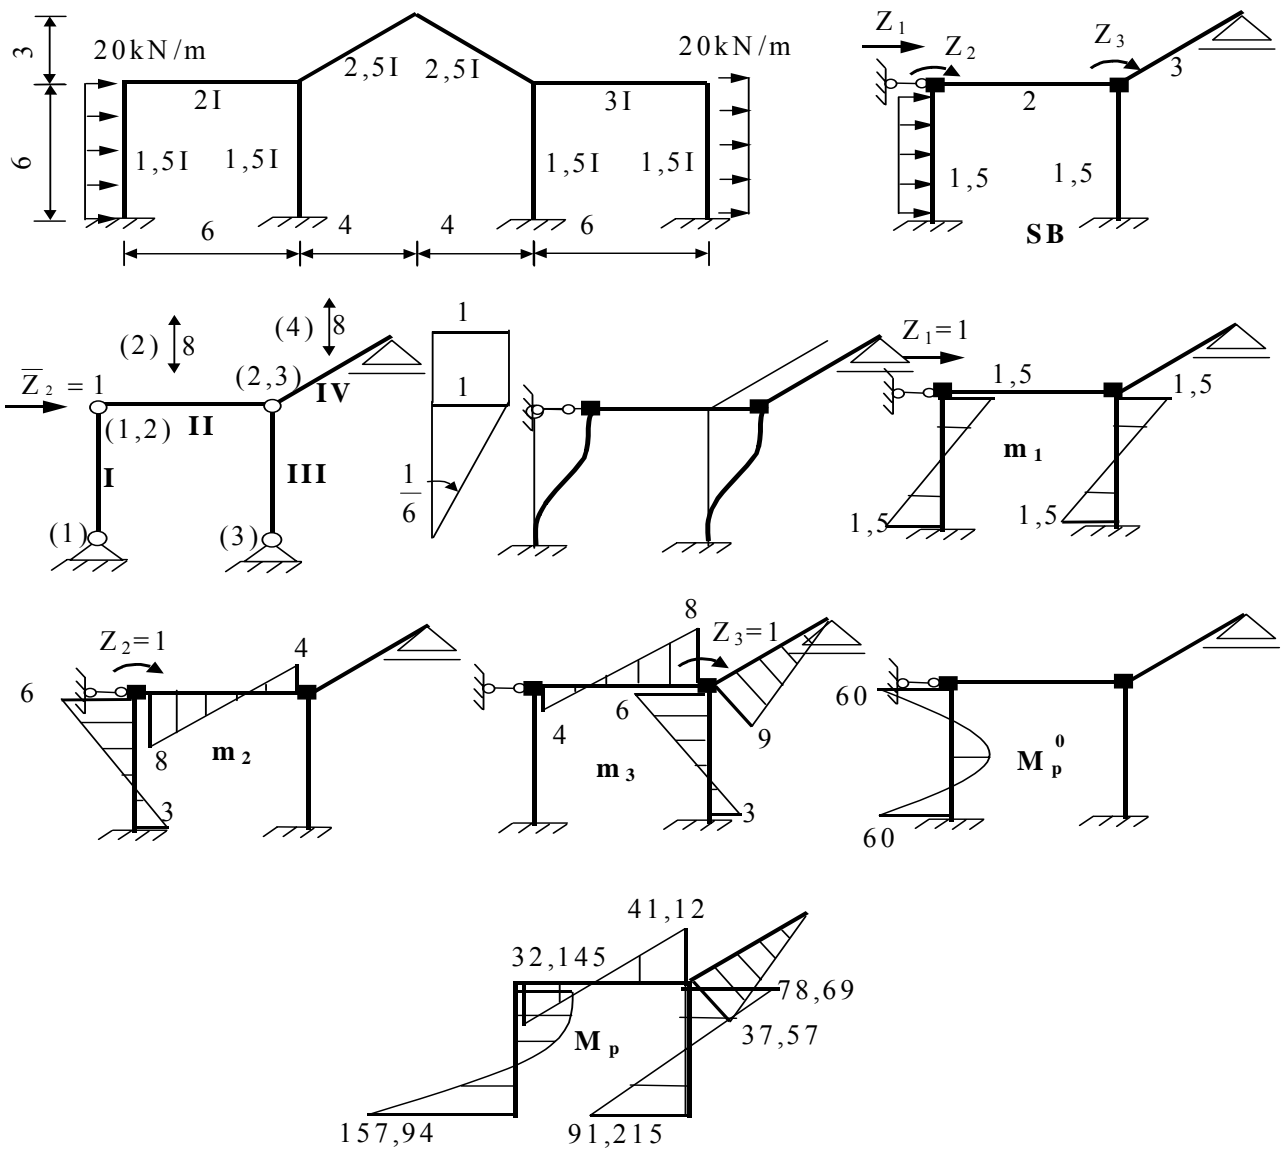 3
20kN/m
2,5I 2,5I
20kN/m
2I
3I
6
1,5I 1,5I 1,5I 1,5I
6 4 4 6
Z1
Z2
Z3
3
2
1,5 1,5
SB
(2) 8
(4) 8
Z̅2 = 1
(2,3)
IV
(1,2) II
I
III
(1) (3)
1
1
1/6
Z1=1
1,5
1,5
m1
1,5 1,5
Z2=1
4
6
8
m2
3
8
Z3=1
6
4
9
m3
3
60
Mp0
60
41,12
32,145
78,69
Mp
37,57
157,94
91,215